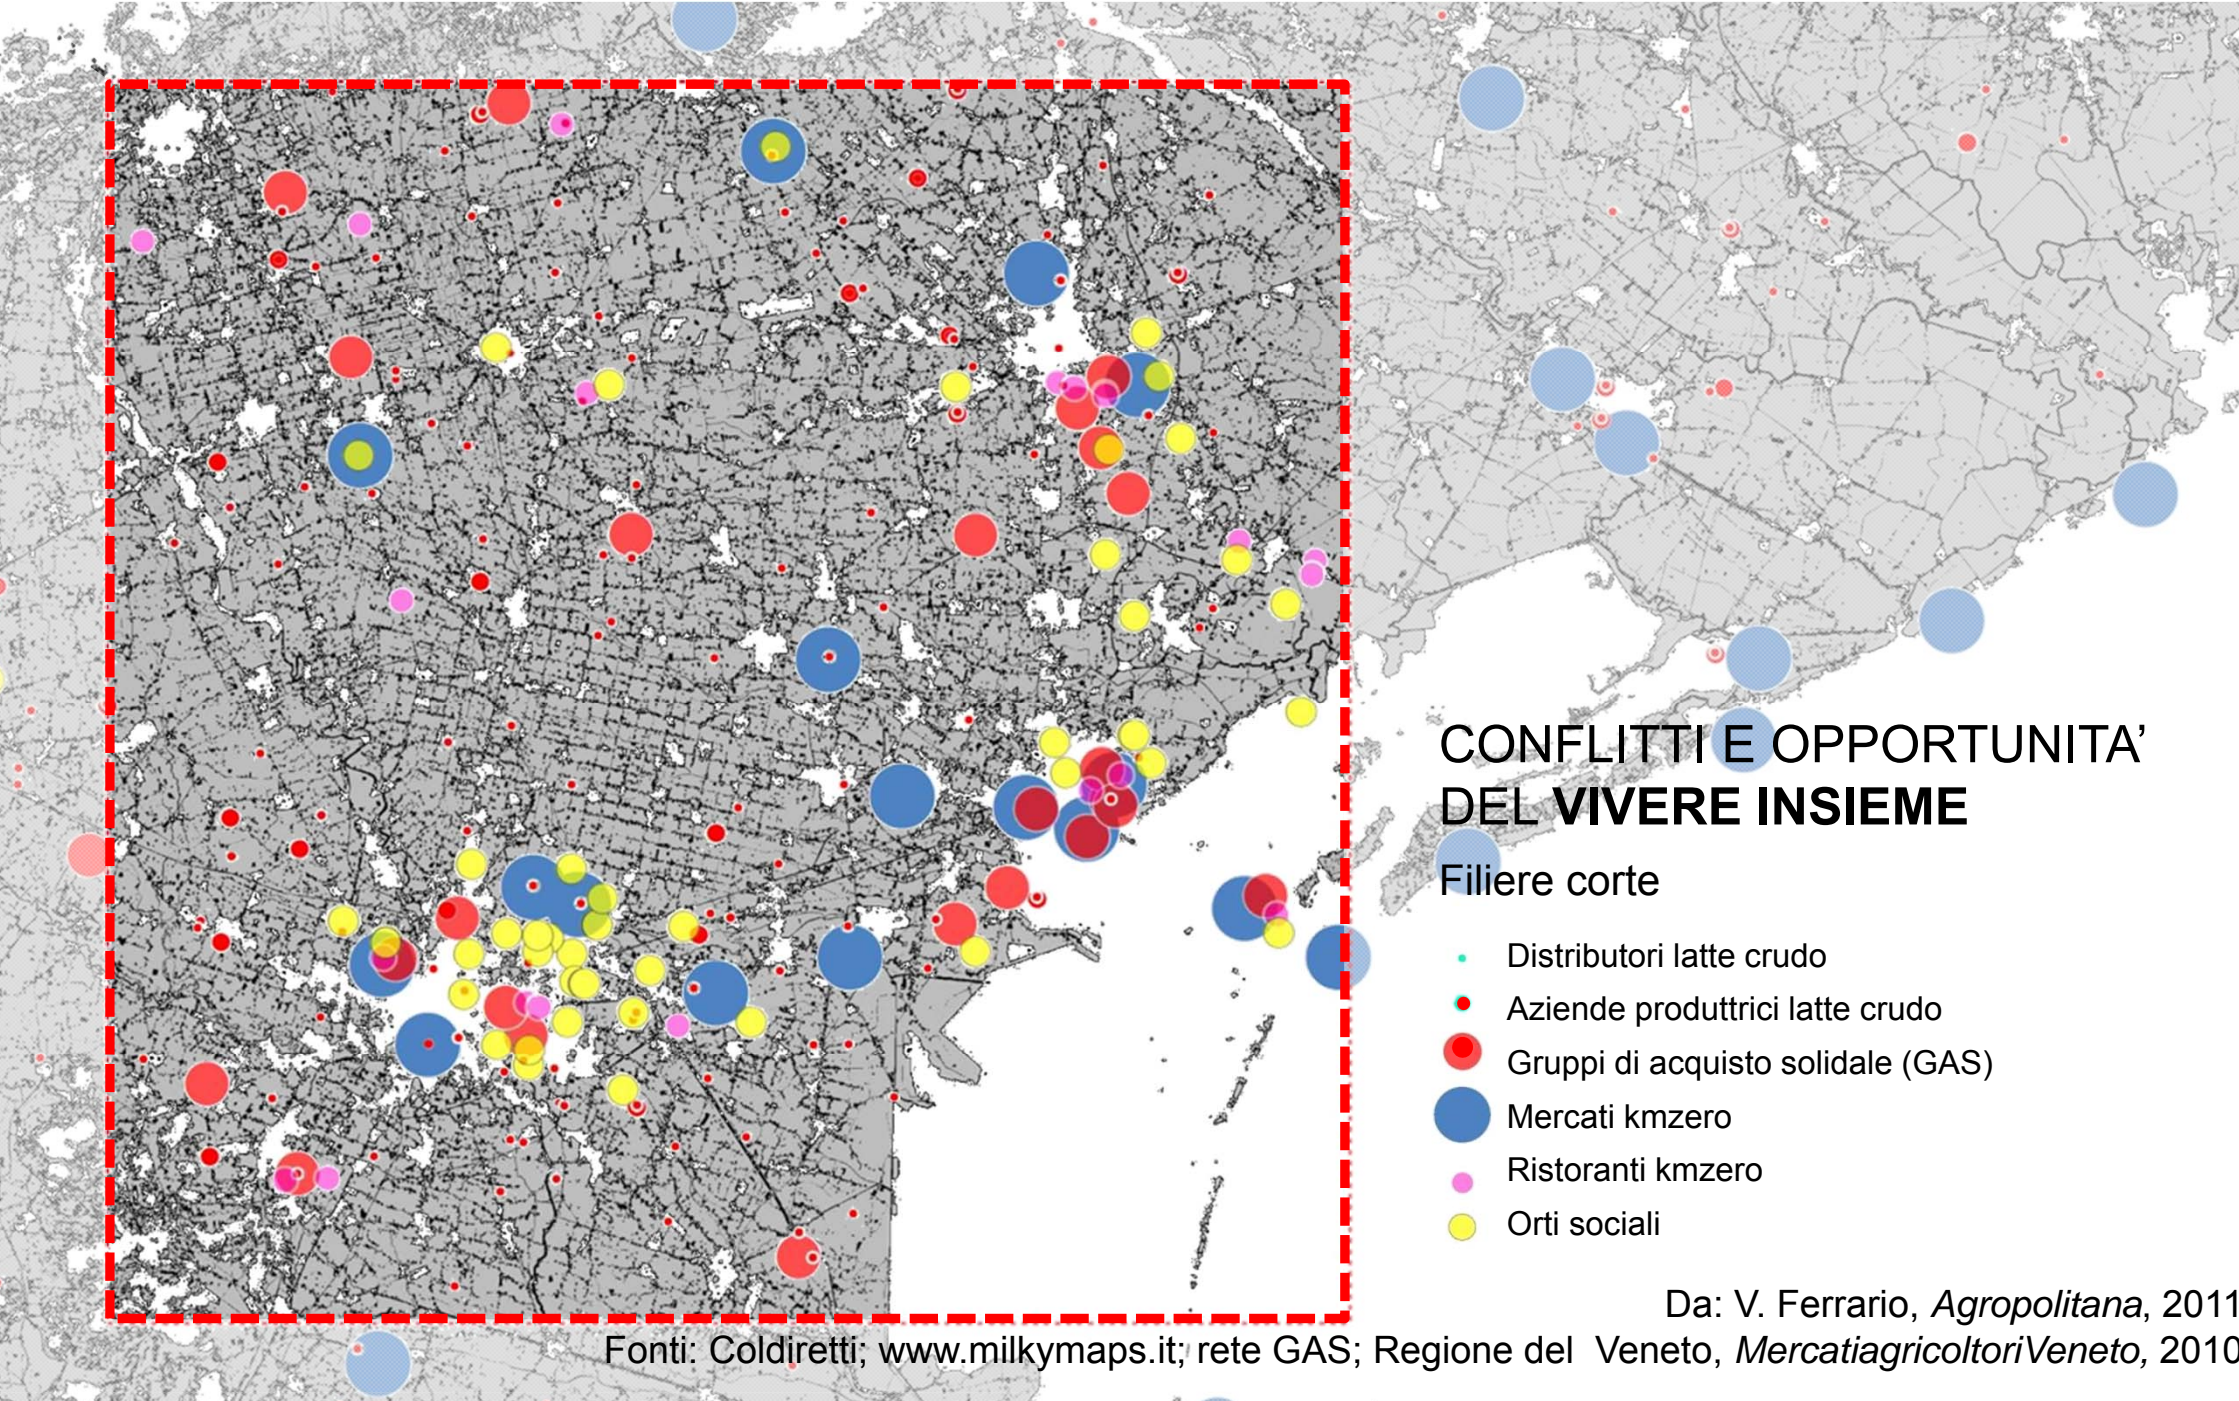 CONFLITTI E OPPORTUNITA’
DEL VIVERE INSIEME
Filiere corte
Distributori latte crudo
Aziende produttrici latte crudo
Gruppi di acquisto solidale (GAS)
Mercati kmzero
Ristoranti kmzero
Orti sociali
Da: V. Ferrario, Agropolitana, 2011
Fonti: Coldiretti; www.milkymaps.it; rete GAS; Regione del Veneto, MercatiagricoltoriVeneto, 2010